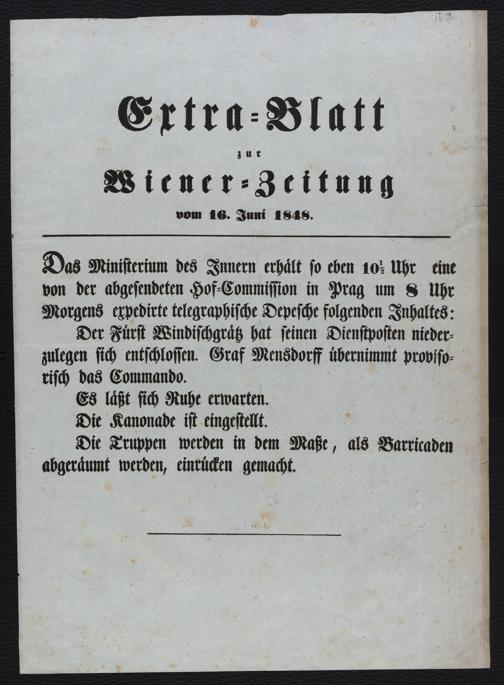 Extra-Blatt
zur
Wiener-Zeitung
vom 16. Juni 1848.
Das Ministerium des Innern erhält so eben 10½ Uhr eine
von der abgesendeten Hof-Commission in Prag um 8 Uhr
Morgens expedirte telegraphische Depesche folgenden Inhaltes:
Der Fürst Windischgrätz hat seinen Dienstposten nieder-
zulegen sich entschlossen. Graf Mensdorff übernimmt proviso-
risch das Commando.
Es läßt sich Ruhe erwarten.
Die Kanonade ist eingestellt.
Die Truppen werden in dem Maße, als Barricaden
abgeräumt werden, einrücken gemacht.